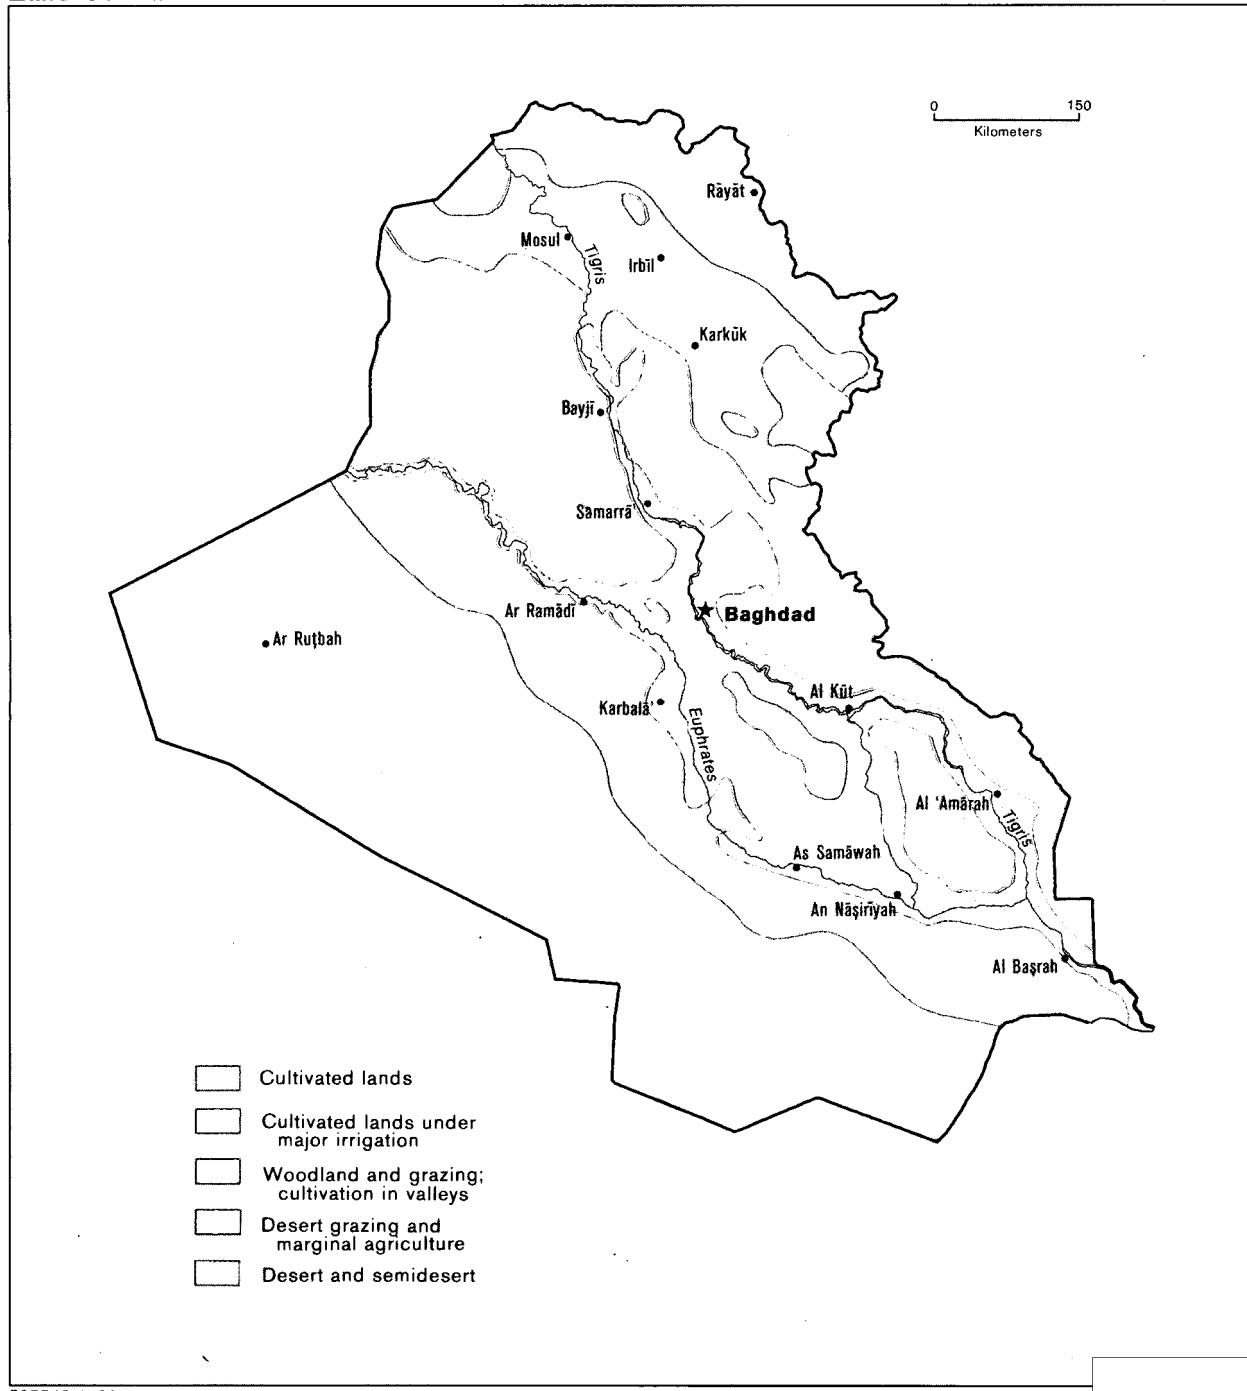 0 150
Kilometers
Rāyāt
Mosul
Tigris
Irbīl
Karkūk
Bayjī
Sāmarrā'
Ar Ramādī
Baghdad
Ar Ruṭbah
Al Kūt
Karbalā'
Euphrates
Al 'Amārah
Tigris
As Samāwah
An Nāṣirīyah
Al Baṣrah
Cultivated lands
Cultivated lands under
major irrigation
Woodland and grazing;
cultivation in valleys
Desert grazing and
marginal agriculture
Desert and semidesert